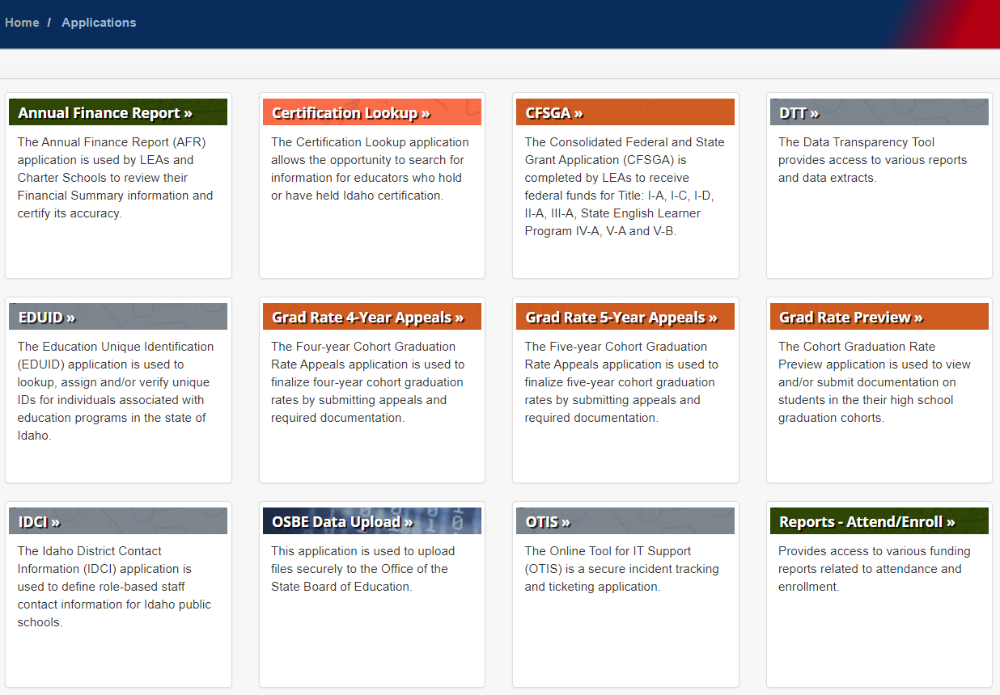 Home / Applications
Annual Finance Report »
The Annual Finance Report (AFR)
application is used by LEAs and
Charter Schools to review their
Financial Summary information and
certify its accuracy.
Certification Lookup »
The Certification Lookup application
allows the opportunity to search for
information for educators who hold
or have held Idaho certification.
CFSGA »
The Consolidated Federal and State
Grant Application (CFSGA) is
completed by LEAs to receive
federal funds for Title: I-A, I-C, I-D,
II-A, III-A, State English Learner
Program IV-A, V-A and V-B.
DTT »
The Data Transparency Tool
provides access to various reports
and data extracts.
EDUID »
The Education Unique Identification
(EDUID) application is used to
lookup, assign and/or verify unique
IDs for individuals associated with
education programs in the state of
Idaho.
Grad Rate 4-Year Appeals »
The Four-year Cohort Graduation
Rate Appeals application is used to
finalize four-year cohort graduation
rates by submitting appeals and
required documentation.
Grad Rate 5-Year Appeals »
The Five-year Cohort Graduation
Rate Appeals application is used to
finalize five-year cohort graduation
rates by submitting appeals and
required documentation.
Grad Rate Preview »
The Cohort Graduation Rate
Preview application is used to view
and/or submit documentation on
students in the their high school
graduation cohorts.
IDCI »
The Idaho District Contact
Information (IDCI) application is
used to define role-based staff
contact information for Idaho public
schools.
OSBE Data Upload »
This application is used to upload
files securely to the Office of the
State Board of Education.
OTIS »
The Online Tool for IT Support
(OTIS) is a secure incident tracking
and ticketing application.
Reports - Attend/Enroll »
Provides access to various funding
reports related to attendance and
enrollment.